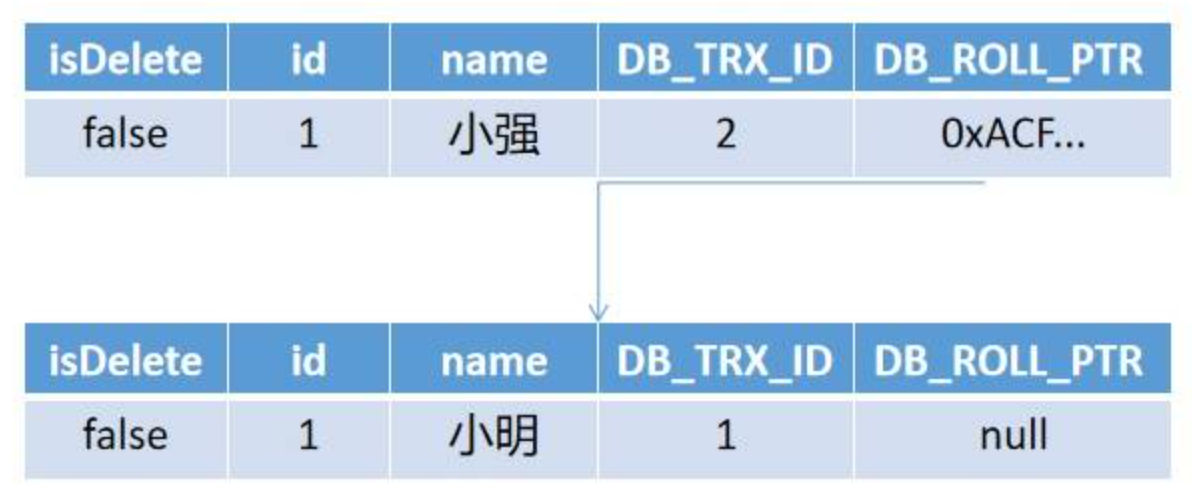 isDelete id name DB_TRX_ID DB_ROLL_PTR
false 1 小强 2 0xACF...
isDelete id name DB_TRX_ID DB_ROLL_PTR
false 1 小明 1 null